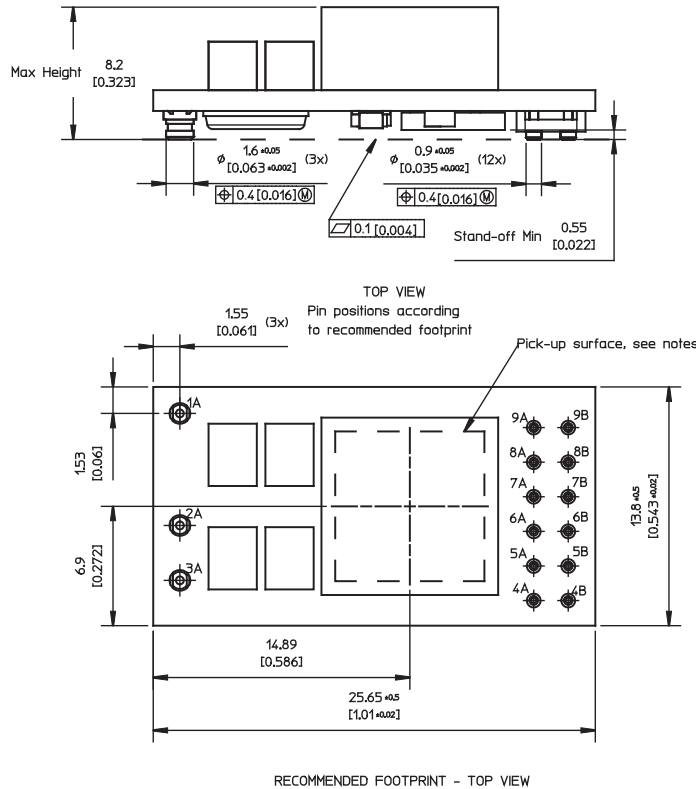 Max Height 8.2
[0.323]
ø 1.6 ±0.05 (3x)
[0.063 ±0.002]
⌖ 0.4 [0.016] Ⓜ
ø 0.9 ±0.05 (12x)
[0.035 ±0.002]
⌖ 0.4 [0.016] Ⓜ
⏥ 0.1 [0.004]
Stand-off Min 0.55
[0.022]
TOP VIEW
Pin positions according
to recommended footprint
1.55
[0.061] (3x)
Pick-up surface, see notes
1A
9A 9B
8A 8B
7A 7B
2A
6A 6B
5A 5B
3A
4A 4B
1.53
[0.06]
6.9
[0.272]
13.8 ±0.5
[0.543 ±0.02]
14.89
[0.586]
25.65 ±0.5
[1.01 ±0.02]
RECOMMENDED FOOTPRINT - TOP VIEW